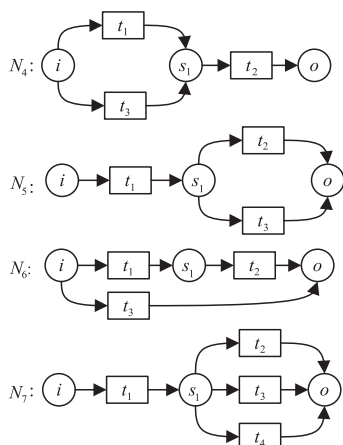 t1
N4: i s1 t2 o
t3
t2
N5: i t1 s1 o
t3
N6: i t1 s1 t2 o
t3
t2
N7: i t1 s1 t3 o
t4